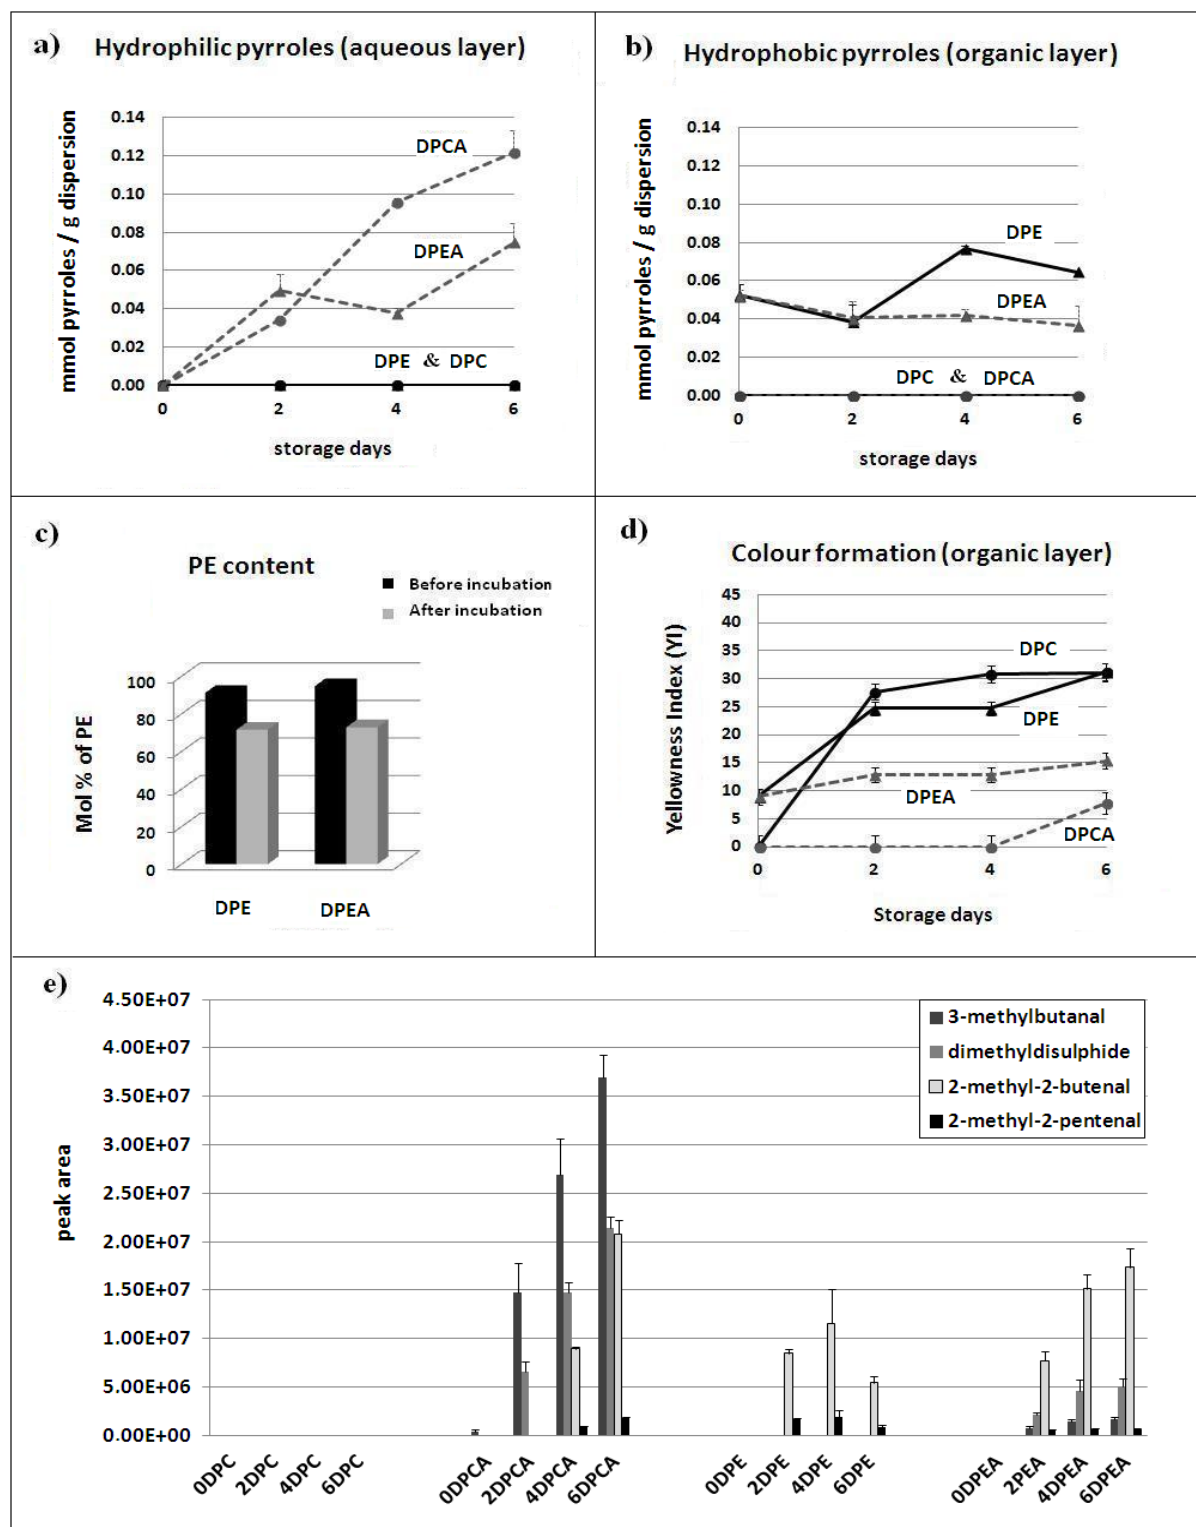 a) Hydrophilic pyrroles (aqueous layer)
mmol pyrroles / g dispersion
0.14
0.12
0.10
0.08
0.06
0.04
0.02
0.00
DPCA
DPEA
DPE & DPC
0 2 4 6
storage days
b) Hydrophobic pyrroles (organic layer)
mmol pyrroles / g dispersion
0.14
0.12
0.10
0.08
0.06
0.04
0.02
0.00
DPE
DPEA
DPC & DPCA
0 2 4 6
storage days
c)
PE content
Before incubation
After incubation
Mol % of PE
100
80
60
40
20
0
DPE DPEA
d)
Colour formation (organic layer)
Yellowness Index (YI)
45
40
35
30
25
20
15
10
5
0
DPC
DPE
DPEA
DPCA
0 2 4 6
Storage days
e)
peak area
4.50E+07
4.00E+07
3.50E+07
3.00E+07
2.50E+07
2.00E+07
1.50E+07
1.00E+07
5.00E+06
0.00E+00
3-methylbutanal
dimethyldisulphide
2-methyl-2-butenal
2-methyl-2-pentenal
0DPC 2DPC 4DPC 6DPC 0DPCA 2DPCA 4DPCA 6DPCA 0DPE 2DPE 4DPE 6DPE 0DPEA 2PEA 4DPEA 6DPEA